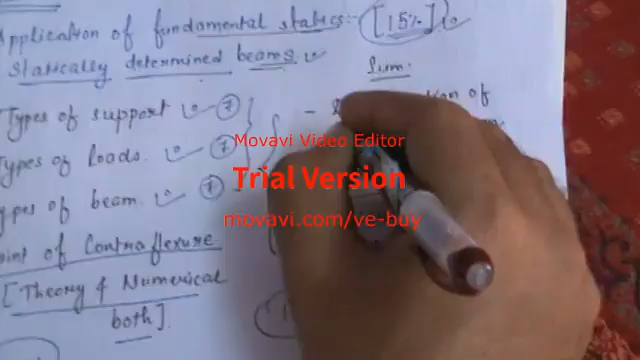 Application of fundamental statics:- [15%]
Statically determined beams
Sum:
Types of support 7
of
Types of loads. 7
Types of beam. 7
Point of Contraflexure
[Theory & Numerical
both].
Movavi Video Editor
Trial Version
movavi.com/ve-buy